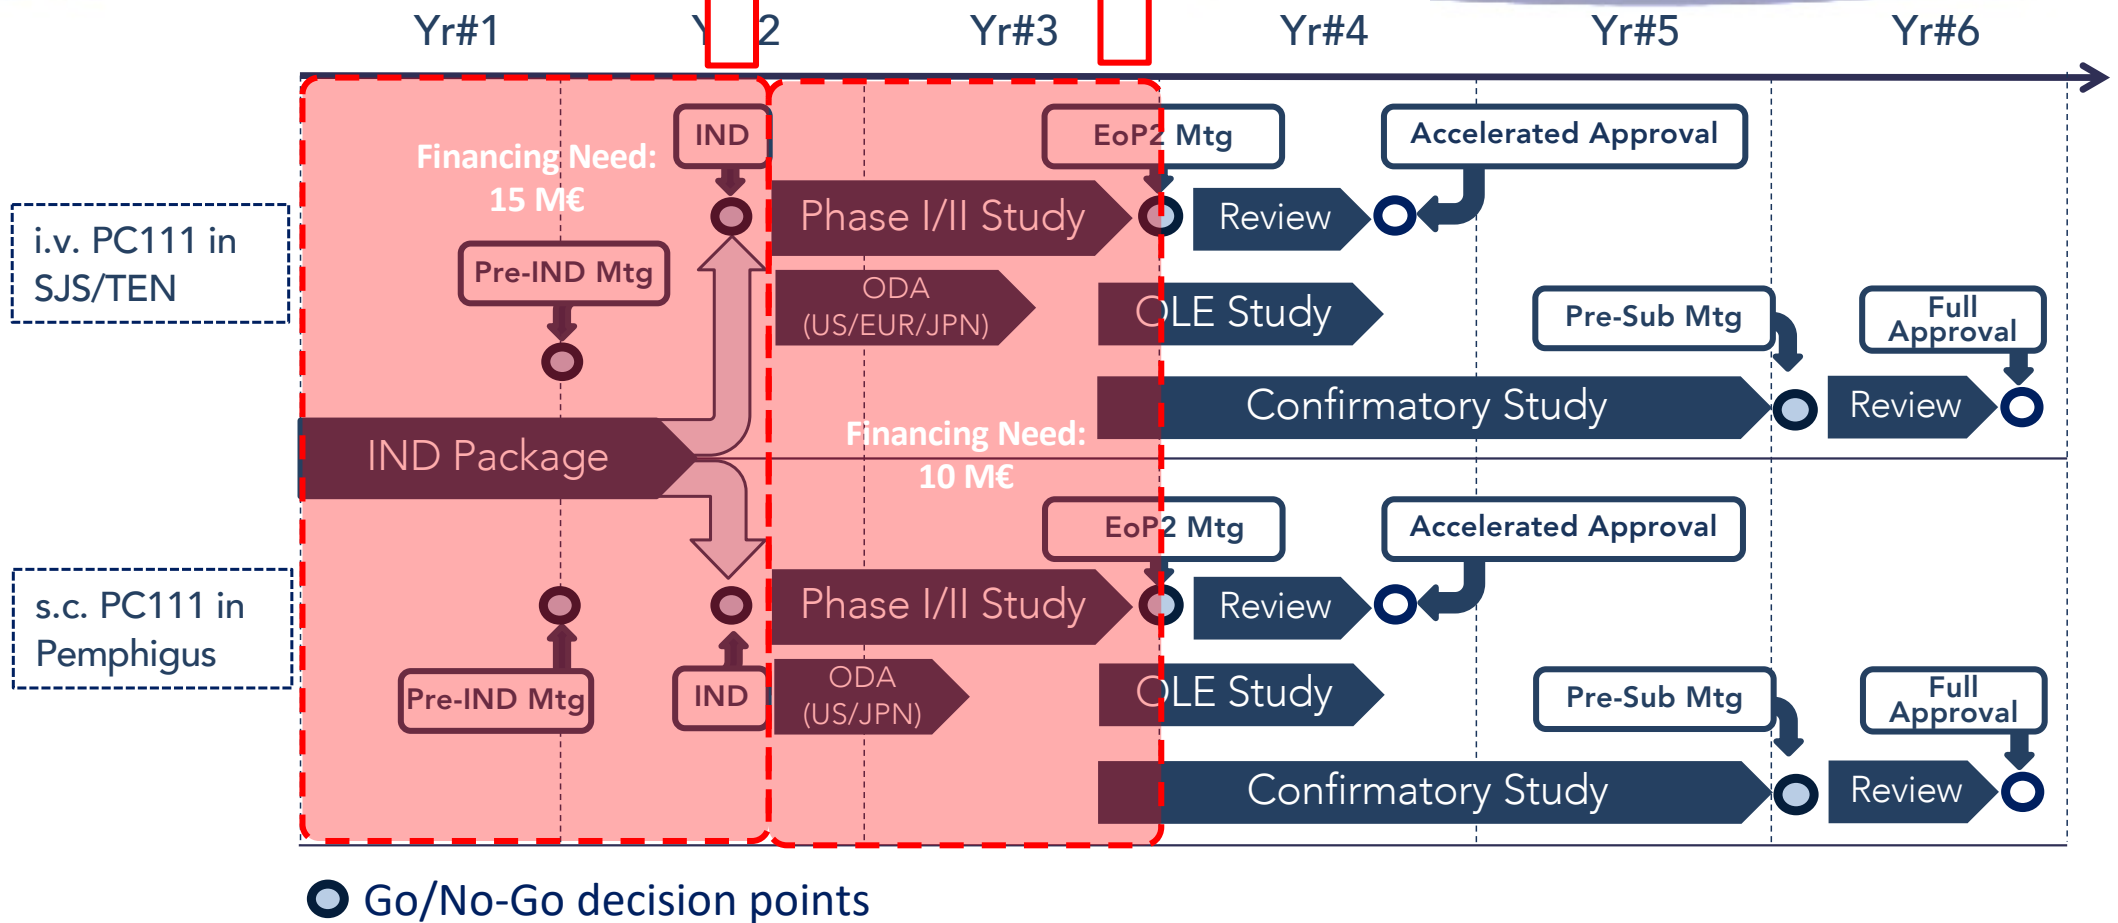 Yr#1
Y 2
Yr#3
Yr#4
Yr#5
Yr#6
i.v. PC111 in
SJS/TEN
Financing Need:
15 M€
IND
Pre-IND Mtg
IND Package
EoP2 Mtg
Accelerated Approval
Phase I/II Study
Review
ODA
(US/EUR/JPN)
OLE Study
Pre-Sub Mtg
Full
Approval
Confirmatory Study
Review
Financing Need:
10 M€
s.c. PC111 in
Pemphigus
Pre-IND Mtg
IND
EoP2 Mtg
Accelerated Approval
Phase I/II Study
Review
ODA
(US/JPN)
OLE Study
Pre-Sub Mtg
Full
Approval
Confirmatory Study
Review
Go/No-Go decision points